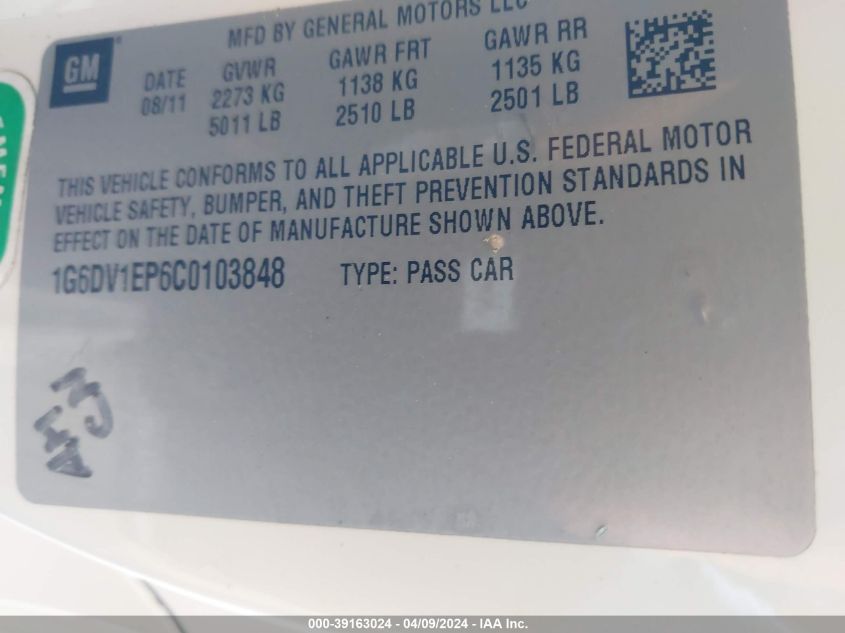 MFD BY GENERAL MOTORS LLC
GM
DATE GVWR GAWR FRT GAWR RR
08/11 2273 KG 1138 KG 1135 KG
5011 LB 2510 LB 2501 LB
THIS VEHICLE CONFORMS TO ALL APPLICABLE U.S. FEDERAL MOTOR
VEHICLE SAFETY, BUMPER, AND THEFT PREVENTION STANDARDS IN
EFFECT ON THE DATE OF MANUFACTURE SHOWN ABOVE.
1G6DV1EP6C0103848 TYPE: PASS CAR
000-39163024 - 04/09/2024 - IAA Inc.